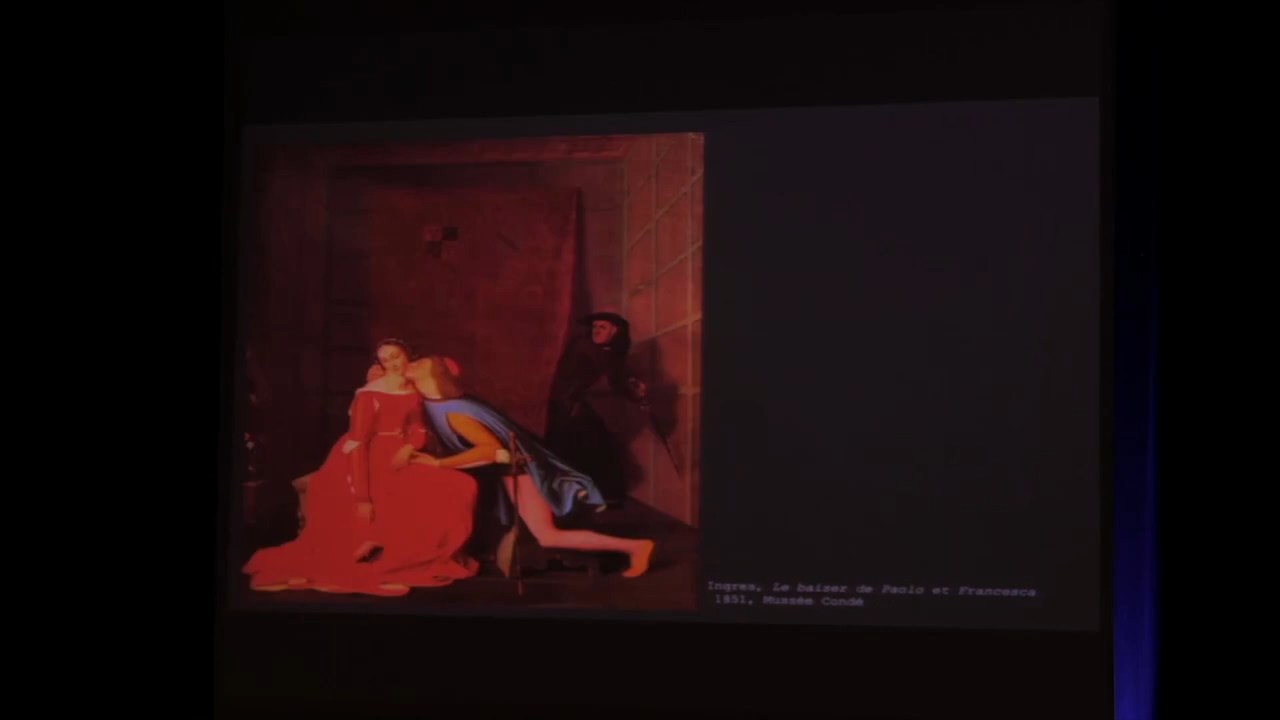 Ingres, Le baiser de Paolo et Francesca
1851, Musée Condé